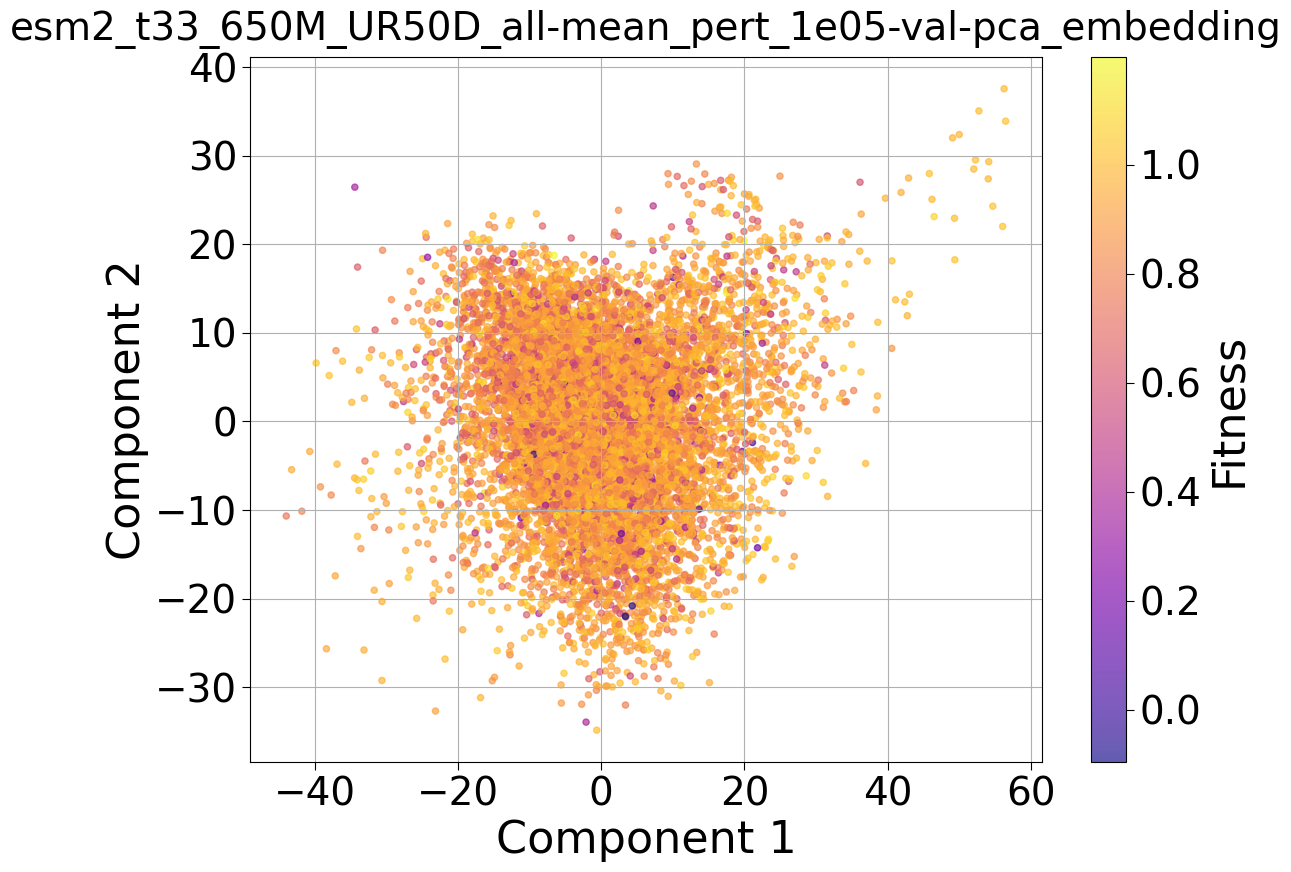 esm2_t33_650M_UR50D_all-mean_pert_1e05-val-pca_embedding
40
30
20
10
0
−10
−20
−30
Component 2
−40 −20 0 20 40 60
Component 1
1.0
0.8
0.6
0.4
0.2
0.0
Fitness